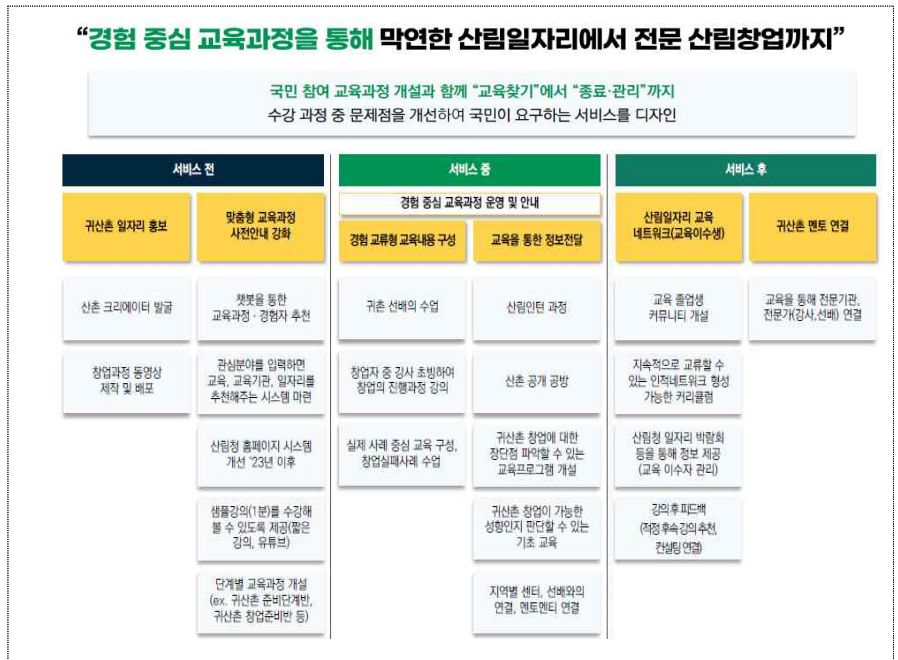 “경험 중심 교육과정을 통해 막연한 산림일자리에서 전문 산림창업까지”
국민 참여 교육과정 개설과 함께 “교육찾기”에서 “종료·관리”까지
수강 과정 중 문제점을 개선하여 국민이 요구하는 서비스를 디자인
서비스 전
귀산촌 일자리 홍보
산촌 크리에이터 발굴
창업과정 동영상
제작 및 배포
맞춤형 교육과정
사전안내 강화
챗봇을 통한
교육과정·경험자 추천
관심분야를 입력하면
교육, 교육기관, 일자리를
추천해주는 시스템 마련
산림청 홈페이지 시스템
개선 '23년 이후
샘플강의(1분)를 수강해
볼 수 있도록 제공(짧은
강의, 유튜브)
단계별 교육과정 개설
(ex. 귀산촌 준비단계반,
귀산촌 창업준비반 등)
서비스 중
경험 중심 교육과정 운영 및 안내
경험 교류형 교육내용 구성
귀촌 선배의 수업
창업자 중 강사 초빙하여
창업의 진행과정 강의
실제 사례 중심 교육 구성,
창업실패사례 수업
교육을 통한 정보전달
산림인턴 과정
산촌 공개 공방
귀산촌 창업에 대한
장단점 파악할 수 있는
교육프로그램 개설
귀산촌 창업이 가능한
성향인지 판단할 수 있는
기초 교육
지역별 센터, 선배와의
연결, 멘토멘티 연결
서비스 후
산림일자리 교육
네트워크(교육이수생)
교육 졸업생
커뮤니티 개설
지속적으로 교류할 수
있는 인적네트워크 형성
가능한 커리큘럼
산림청 일자리 박람회
등을 통해 정보 제공
(교육 이수자 관리)
강의 후 피드백
(적정 후속 강의 추천,
컨설팅 연결)
귀산촌 멘토 연결
교육을 통해 전문기관,
전문가(강사,선배) 연결